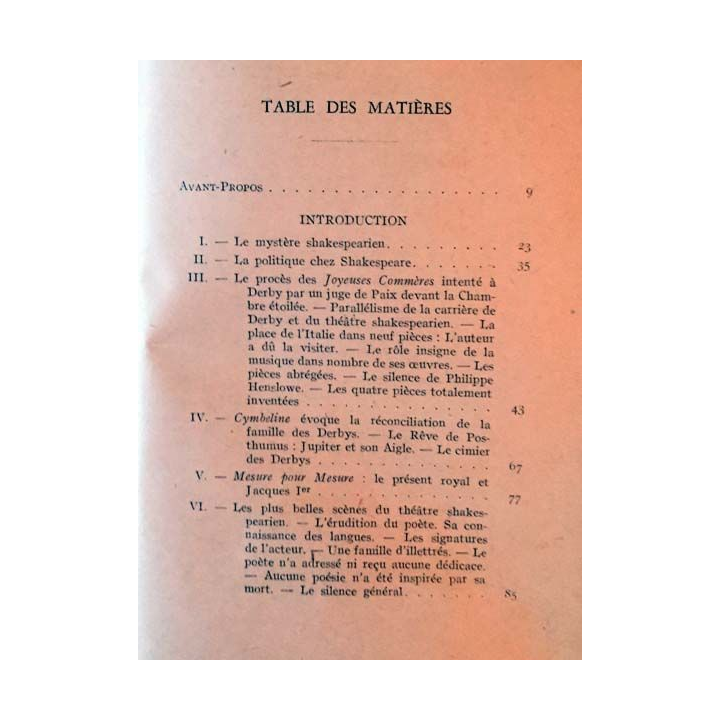 TABLE DES MATIÈRES
AVANT-PROPOS . . . . . . . . . . . . . . . . . . 9
INTRODUCTION
I. — Le mystère shakespearien. . . . . . . . . 23
II. — La politique chez Shakespeare. . . . . . . 35
III. — Le procès des Joyeuses Commères intenté à
Derby par un juge de Paix devant la Cham-
bre étoilée. — Parallélisme de la carrière de
Derby et du théâtre shakespearien. — La
place de l'Italie dans neuf pièces : L'auteur
a dû la visiter. — Le rôle insigne de la
musique dans nombre de ses œuvres. — Les
pièces abrégées. — Le silence de Philippe
Henslowe. — Les quatre pièces totalement
inventées . . . . . . . . . . . . . . . 43
IV. — Cymbeline évoque la réconciliation de la
famille des Derbys. — Le Rêve de Pos-
thumus : Jupiter et son Aigle. — Le cimier
des Derbys . . . . . . . . . . . . . . 67
V. — Mesure pour Mesure : le présent royal et
Jacques Ier . . . . . . . . . . . . . . 77
VI. — Les plus belles scènes du théâtre shakes-
pearien. — L'érudition du poète. Sa con-
naissance des langues. — Les signatures
de l'acteur. — Une famille d'illettrés. — Le
poète n'a adressé ni reçu aucune dédicace.
— Aucune poésie n'a été inspirée par sa
mort. — Le silence général. . . . . . . 85